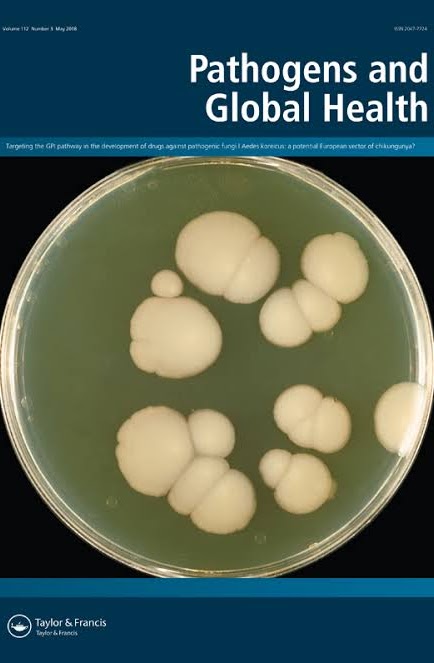 Volume 112 Number 3 May 2018
ISSN 2047-7724
Pathogens and
Global Health
Targeting the GPI pathway in the development of drugs against pathogenic fungi I Aedes koreicus: a potential European vector of chikungunya?
Taylor & Francis
Taylor & Francis